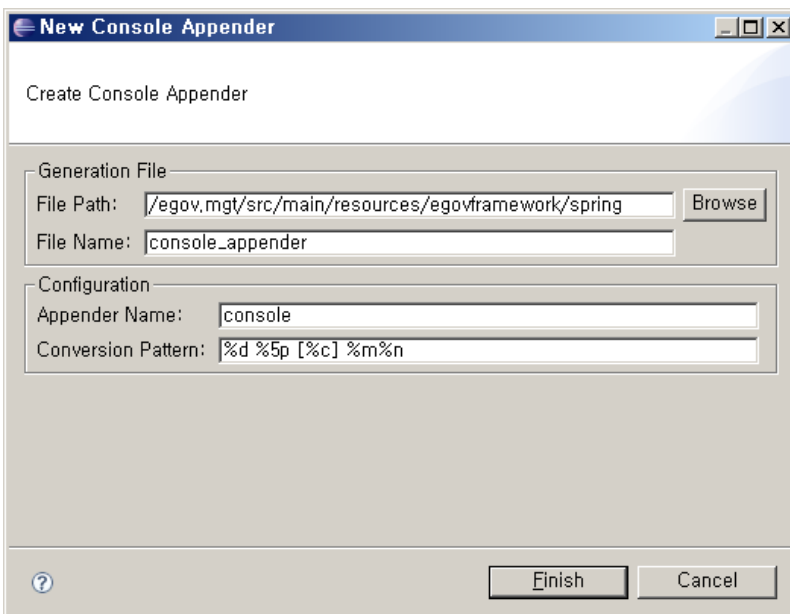 New Console Appender
Create Console Appender
Generation File
File Path: /egov.mgt/src/main/resources/egovframework/spring Browse
File Name: console_appender
Configuration
Appender Name: console
Conversion Pattern: %d %5p [%c] %m%n
? Finish Cancel